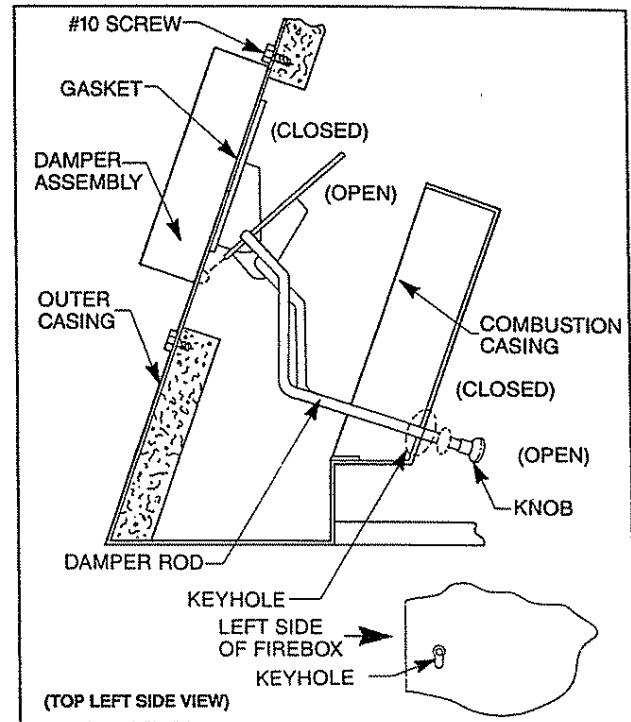 #10 SCREW
GASKET
(CLOSED)
DAMPER
ASSEMBLY
(OPEN)
OUTER
CASING
COMBUSTION
CASING
(CLOSED)
(OPEN)
KNOB
DAMPER ROD
KEYHOLE
LEFT SIDE
OF FIREBOX
KEYHOLE
(TOP LEFT SIDE VIEW)